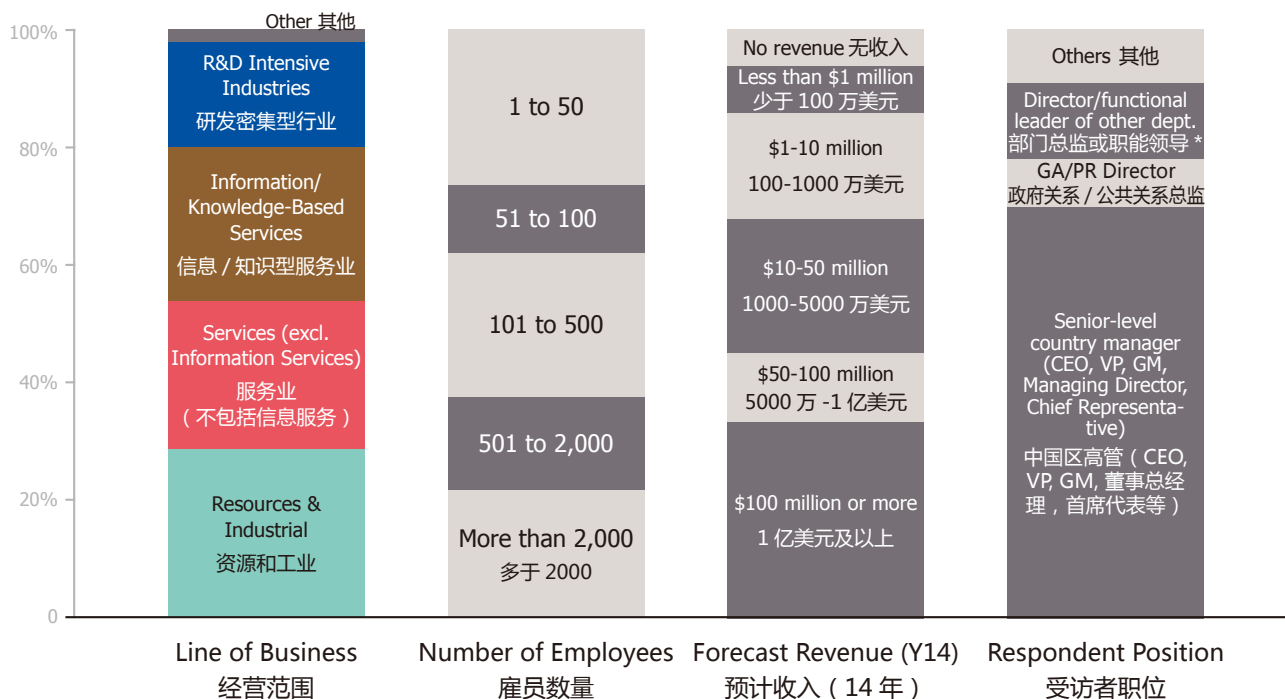 Other 其他
100%
80%
60%
40%
20%
0
R&D Intensive
Industries
研发密集型行业
Information/
Knowledge-Based
Services
信息 / 知识型服务业
Services (excl.
Information Services)
服务业
( 不包括信息服务 )
Resources &
Industrial
资源和工业
1 to 50
51 to 100
101 to 500
501 to 2,000
More than 2,000
多于 2000
No revenue 无收入
Less than $1 million
少于 100 万美元
$1-10 million
100-1000 万美元
$10-50 million
1000-5000 万美元
$50-100 million
5000 万 -1 亿美元
$100 million or more
1 亿美元及以上
Others 其他
Director/functional
leader of other dept.
部门总监或职能领导 *
GA/PR Director
政府关系 / 公共关系总监
Senior-level
country manager
(CEO, VP, GM,
Managing Director,
Chief Representa-
tive)
中国区高管 ( CEO,
VP, GM, 董事总经
理 , 首席代表等 )
Line of Business
经营范围
Number of Employees
雇员数量
Forecast Revenue (Y14)
预计收入 ( 14 年 )
Respondent Position
受访者职位